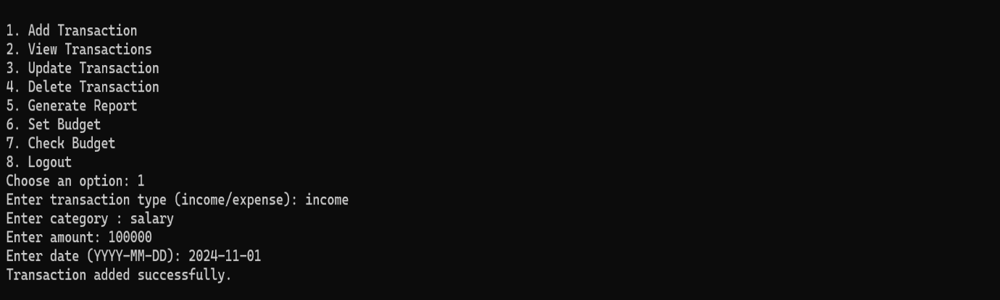 1. Add Transaction
2. View Transactions
3. Update Transaction
4. Delete Transaction
5. Generate Report
6. Set Budget
7. Check Budget
8. Logout
Choose an option: 1
Enter transaction type (income/expense): income
Enter category : salary
Enter amount: 100000
Enter date (YYYY-MM-DD): 2024-11-01
Transaction added successfully.